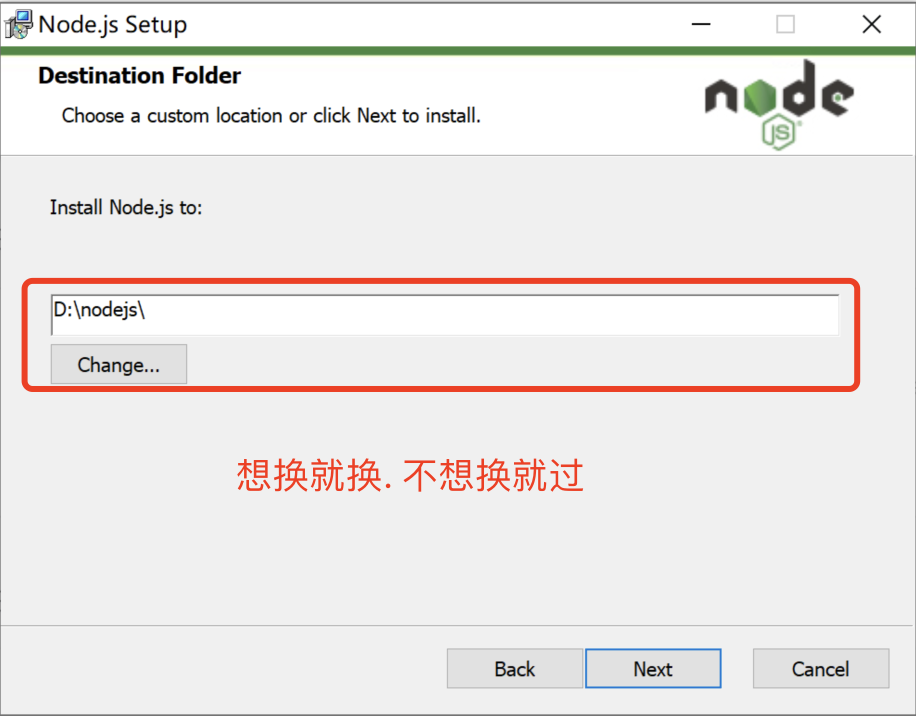 Node.js Setup
Destination Folder
Choose a custom location or click Next to install.
node
JS
Install Node.js to:
D:\nodejs\
Change...
想换就换. 不想换就过
Back Next Cancel